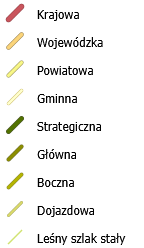 Krajowa
Wojewódzka
Powiatowa
Gminna
Strategiczna
Główna
Boczna
Dojazdowa
Leśny szlak stały